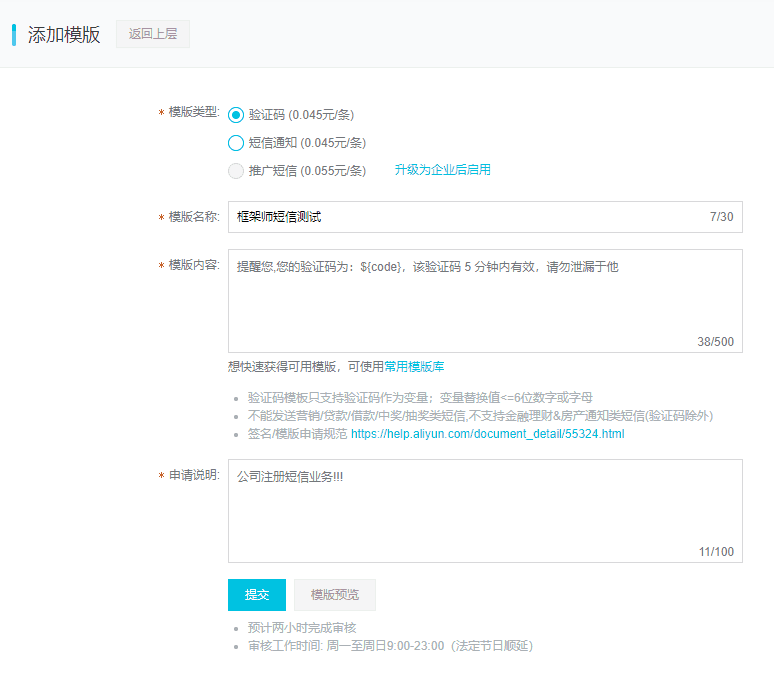 添加模版 返回上层
* 模版类型: 验证码 (0.045元/条)
短信通知 (0.045元/条)
推广短信 (0.055元/条) 升级为企业后启用
* 模版名称: 框架师短信测试 7/30
* 模版内容: 提醒您,您的验证码为：${code}，该验证码 5 分钟内有效，请勿泄漏于他
38/500
想快速获得可用模版，可使用常用模版库
验证码模板只支持验证码作为变量；变量替换值<=6位数字或字母
不能发送营销/贷款/借款/中奖/抽奖类短信,不支持金融理财&房产通知类短信(验证码除外)
签名/模版申请规范 https://help.aliyun.com/document_detail/55324.html
* 申请说明: 公司注册短信业务!!!
11/100
提交 模版预览
预计两小时完成审核
审核工作时间: 周一至周日9:00-23:00（法定节日顺延）